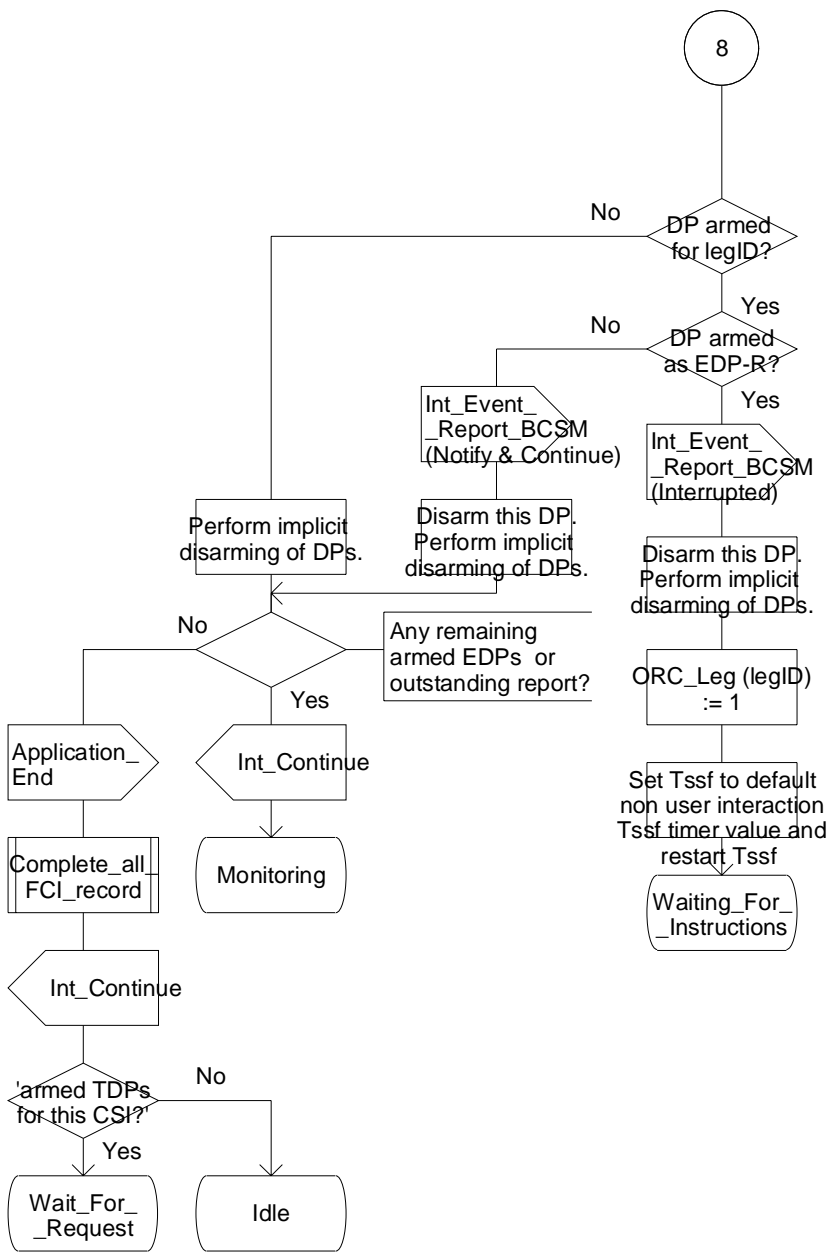 8
No
DP armed
for legID?
Yes
No
DP armed
as EDP-R?
Yes
Int_Event_
_Report_BCSM
(Notify & Continue)
Int_Event_
_Report_BCSM
(Interrupted)
Perform implicit
disarming of DPs.
Disarm this DP.
Perform implicit
disarming of DPs.
Disarm this DP.
Perform implicit
disarming of DPs.
No
Any remaining
armed EDPs or
outstanding report?
Yes
ORC_Leg (legID)
:= 1
Application_
End
Int_Continue
Set Tssf to default
non user interaction
Tssf timer value and
restart Tssf
Complete_all_
FCI_record
Monitoring
Waiting_For_
_Instructions
Int_Continue
'armed TDPs
for this CSI?'
No
Yes
Wait_For_
_Request
Idle